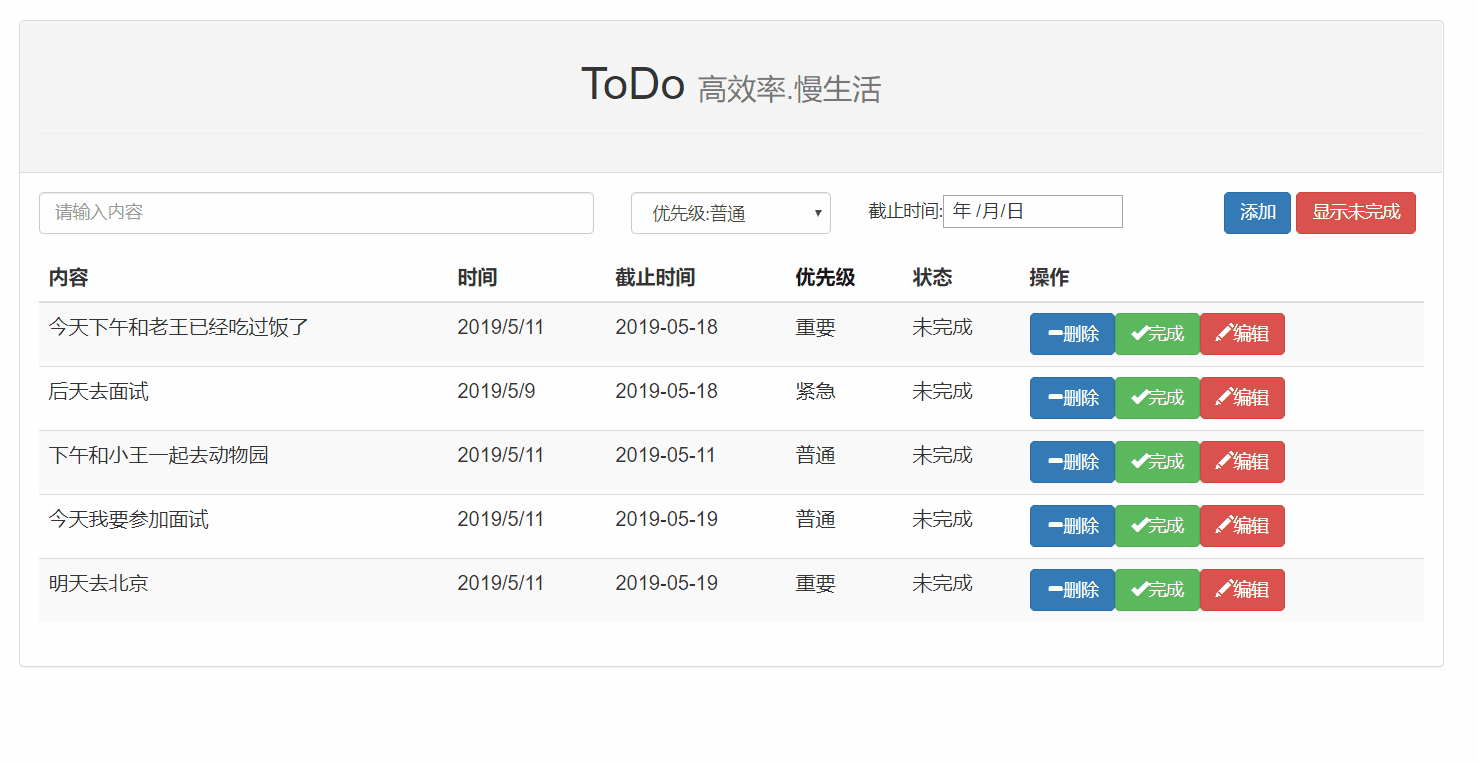 ToDo 高效率.慢生活
请输入内容 优先级:普通 截止时间: 年 /月/日 添加 显示未完成
内容 时间 截止时间 优先级 状态 操作
今天下午和老王已经吃过饭了 2019/5/11 2019-05-18 重要 未完成 删除 完成 编辑
后天去面试 2019/5/9 2019-05-18 紧急 未完成 删除 完成 编辑
下午和小王一起去动物园 2019/5/11 2019-05-11 普通 未完成 删除 完成 编辑
今天我要参加面试 2019/5/11 2019-05-19 普通 未完成 删除 完成 编辑
明天去北京 2019/5/11 2019-05-19 重要 未完成 删除 完成 编辑